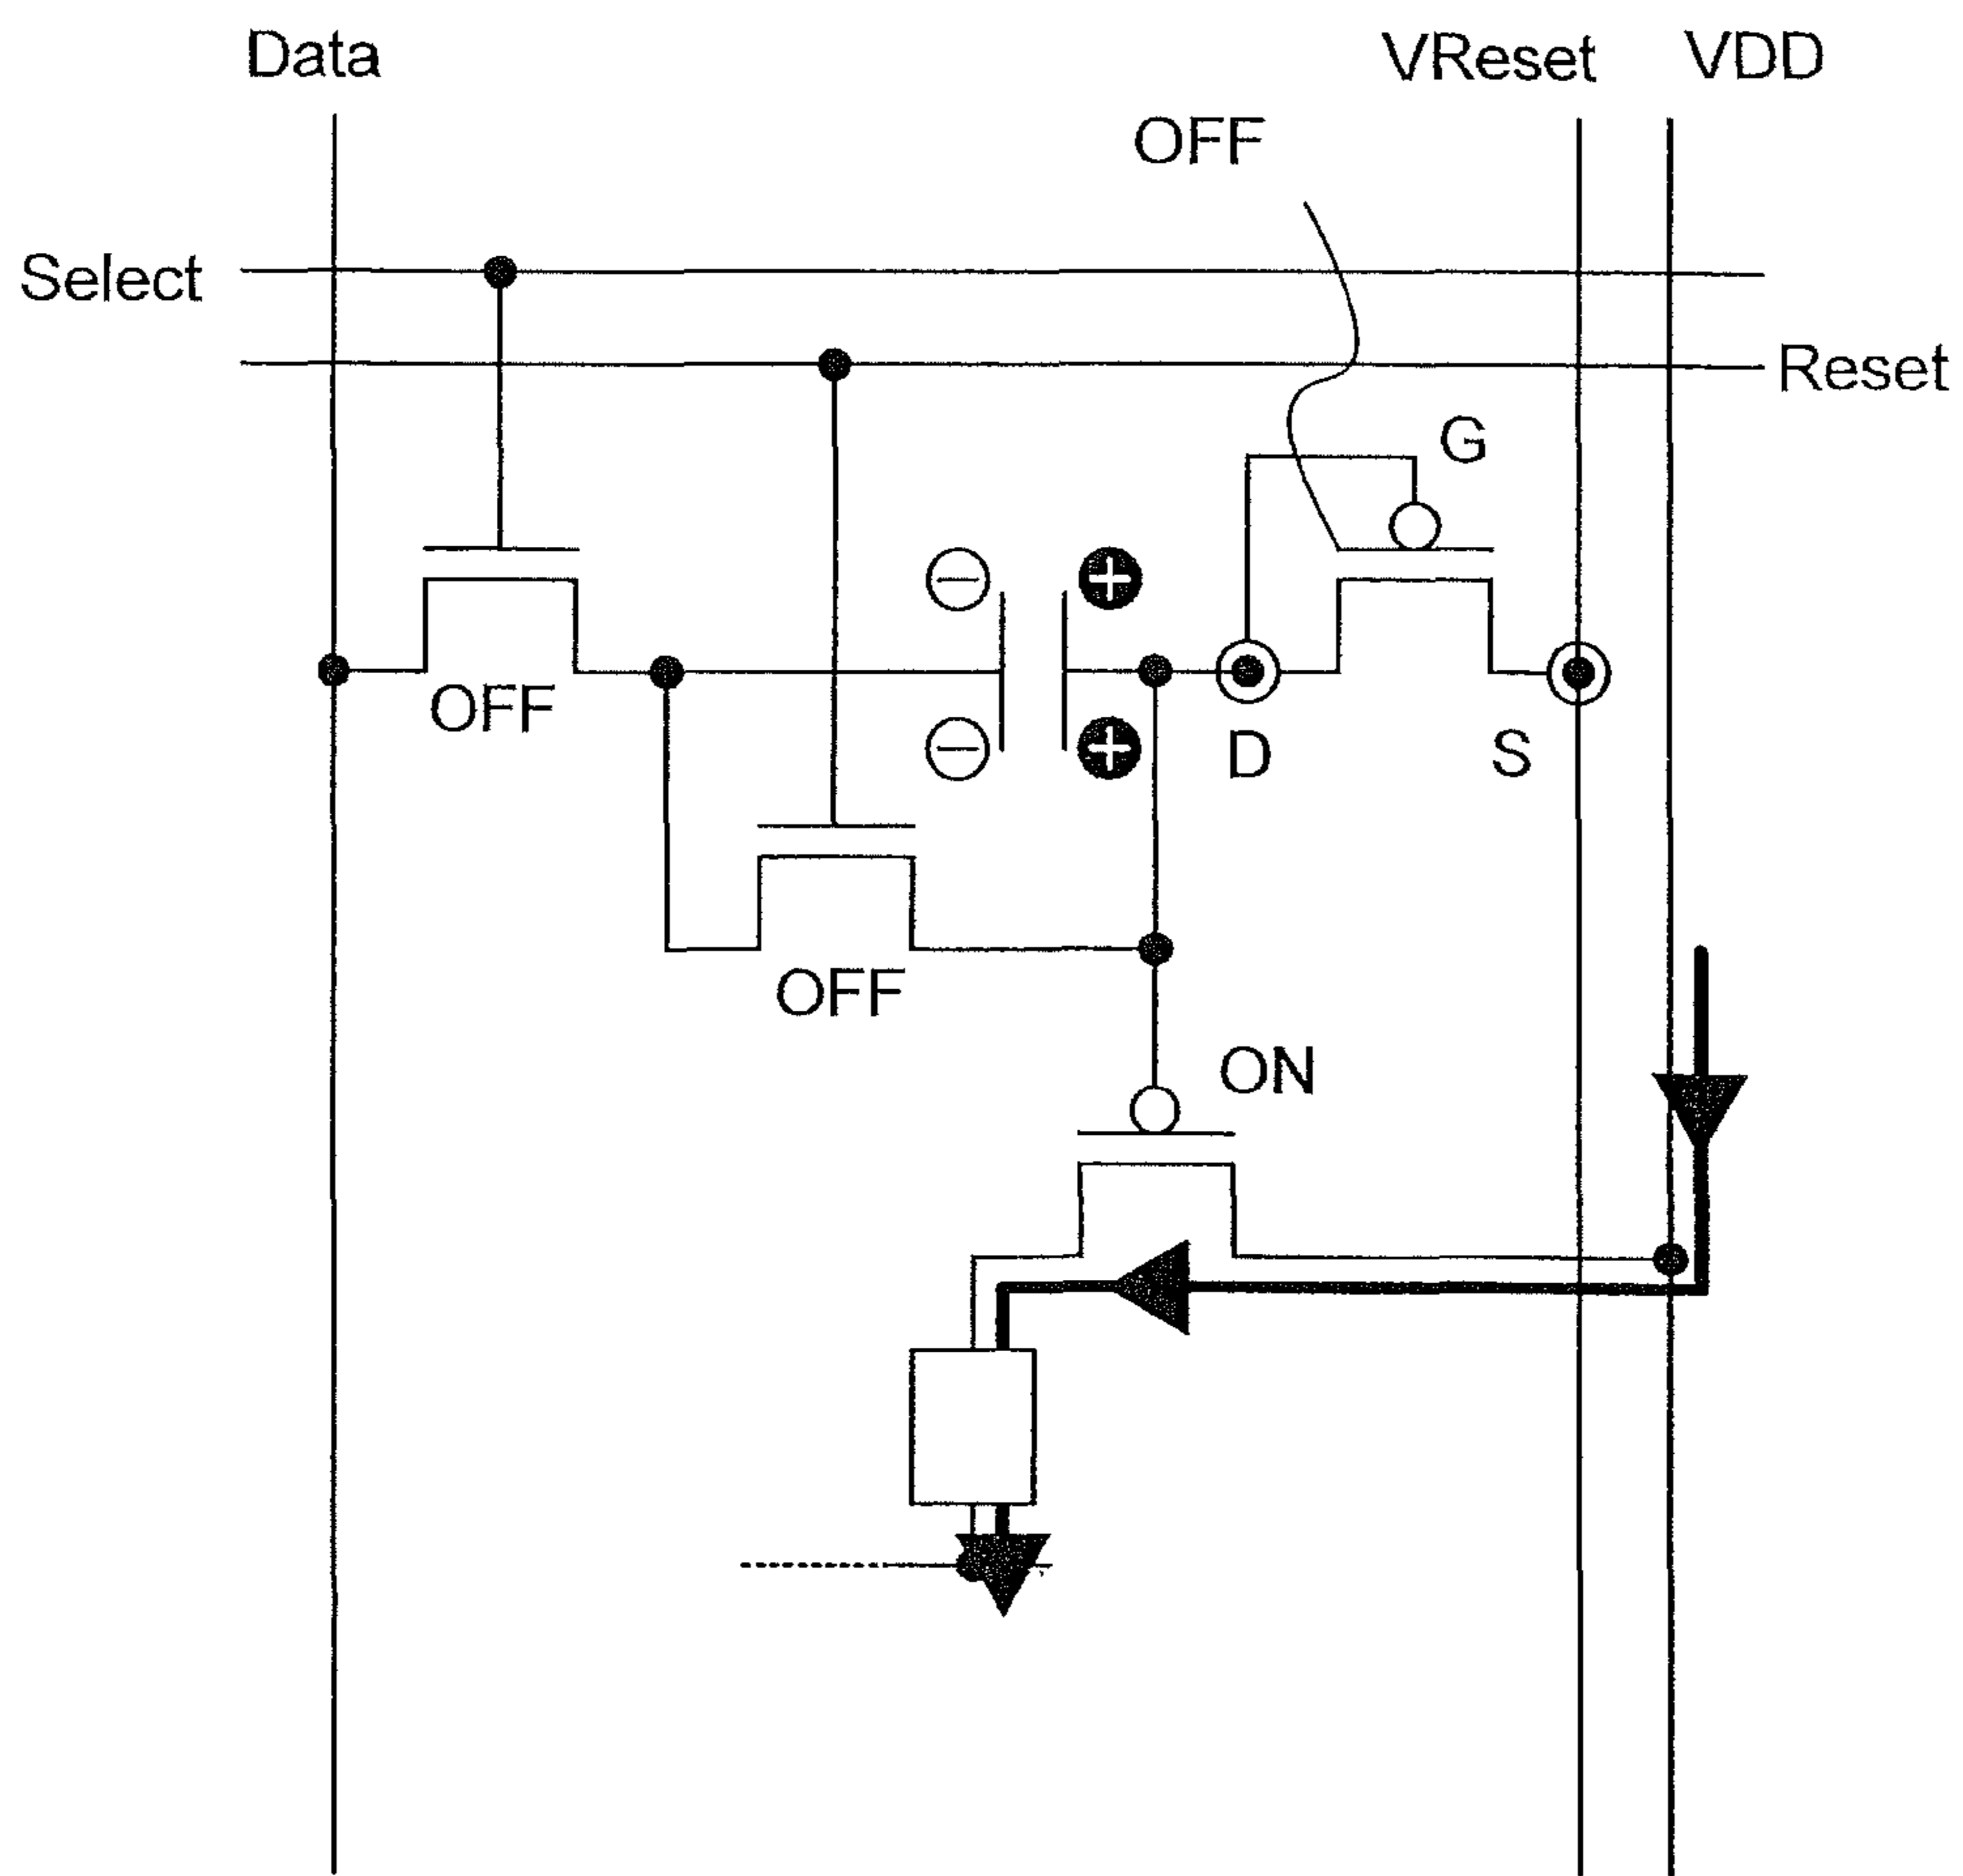 Data
VReset
VDD
OFF
Select
Reset
G
OFF
D
S
OFF
ON